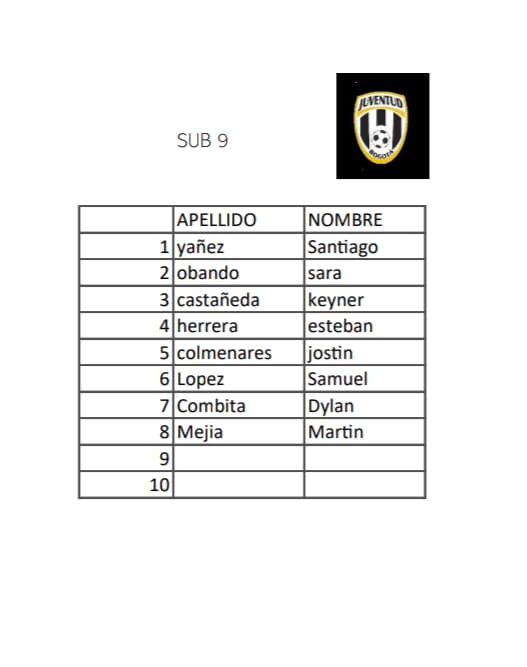 JUVENTUD
BOGOTA
SUB 9
APELLIDO NOMBRE
1 yañez Santiago
2 obando sara
3 castañeda keyner
4 herrera esteban
5 colmenares jostin
6 Lopez Samuel
7 Combita Dylan
8 Mejia Martin
9
10